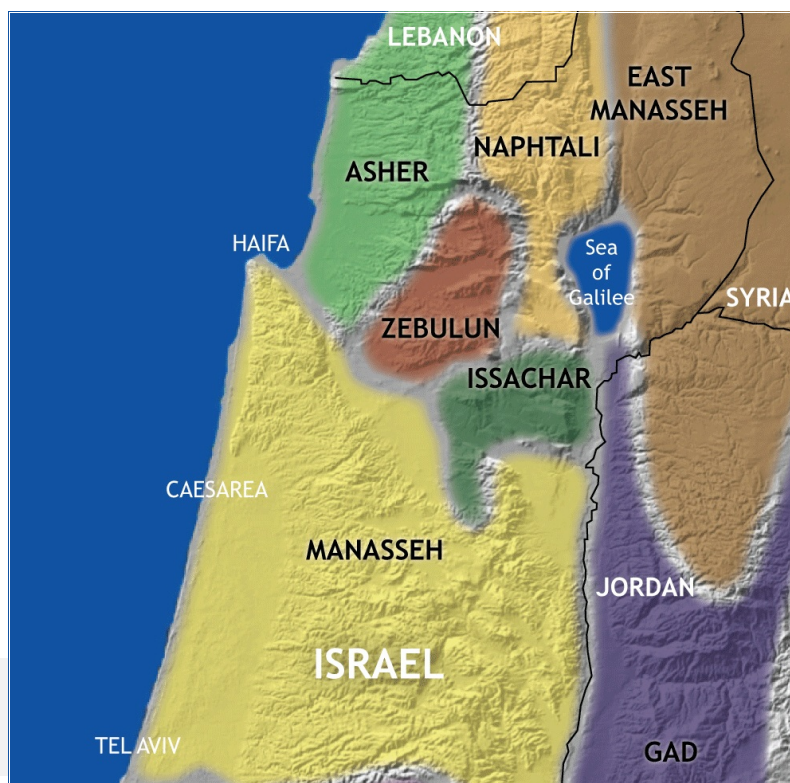 LEBANON
EAST
MANASSEH
NAPHTALI
ASHER
HAIFA
Sea
of
Galilee
SYRIA
ZEBULUN
ISSACHAR
CAESAREA
MANASSEH
JORDAN
ISRAEL
TEL AVIV
GAD